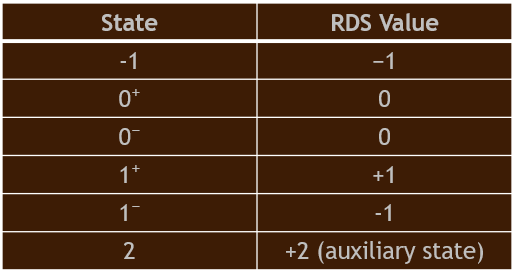 State RDS Value
-1 −1
0⁺ 0
0⁻ 0
1⁺ +1
1⁻ -1
2 +2 (auxiliary state)